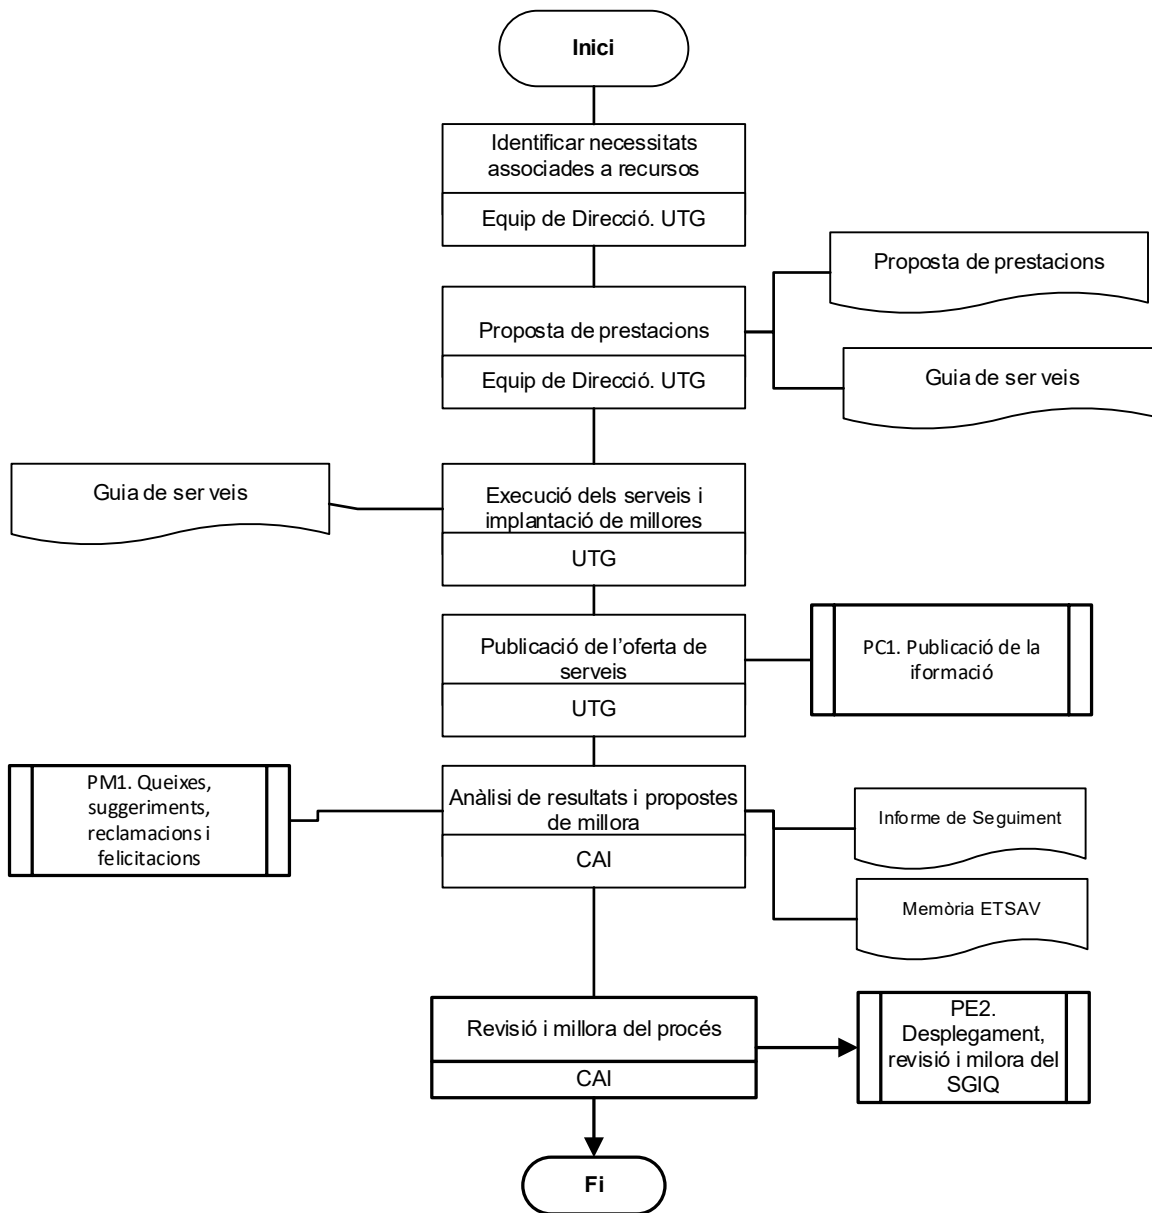 Inici
Identificar necessitats
associades a recursos
Equip de Direcció. UTG
Proposta de prestacions
Proposta de prestacions
Equip de Direcció. UTG
Guia de ser veis
Guia de ser veis
Execució dels serveis i
implantació de millores
UTG
Publicació de l’oferta de
serveis
UTG
PC1. Publicació de la
iformació
PM1. Queixes,
suggeriments,
reclamacions i
felicitacions
Anàlisi de resultats i propostes
de millora
CAI
Informe de Seguiment
Memòria ETSAV
Revisió i millora del procés
CAI
PE2.
Desplegament,
revisió i milora del
SGIQ
Fi